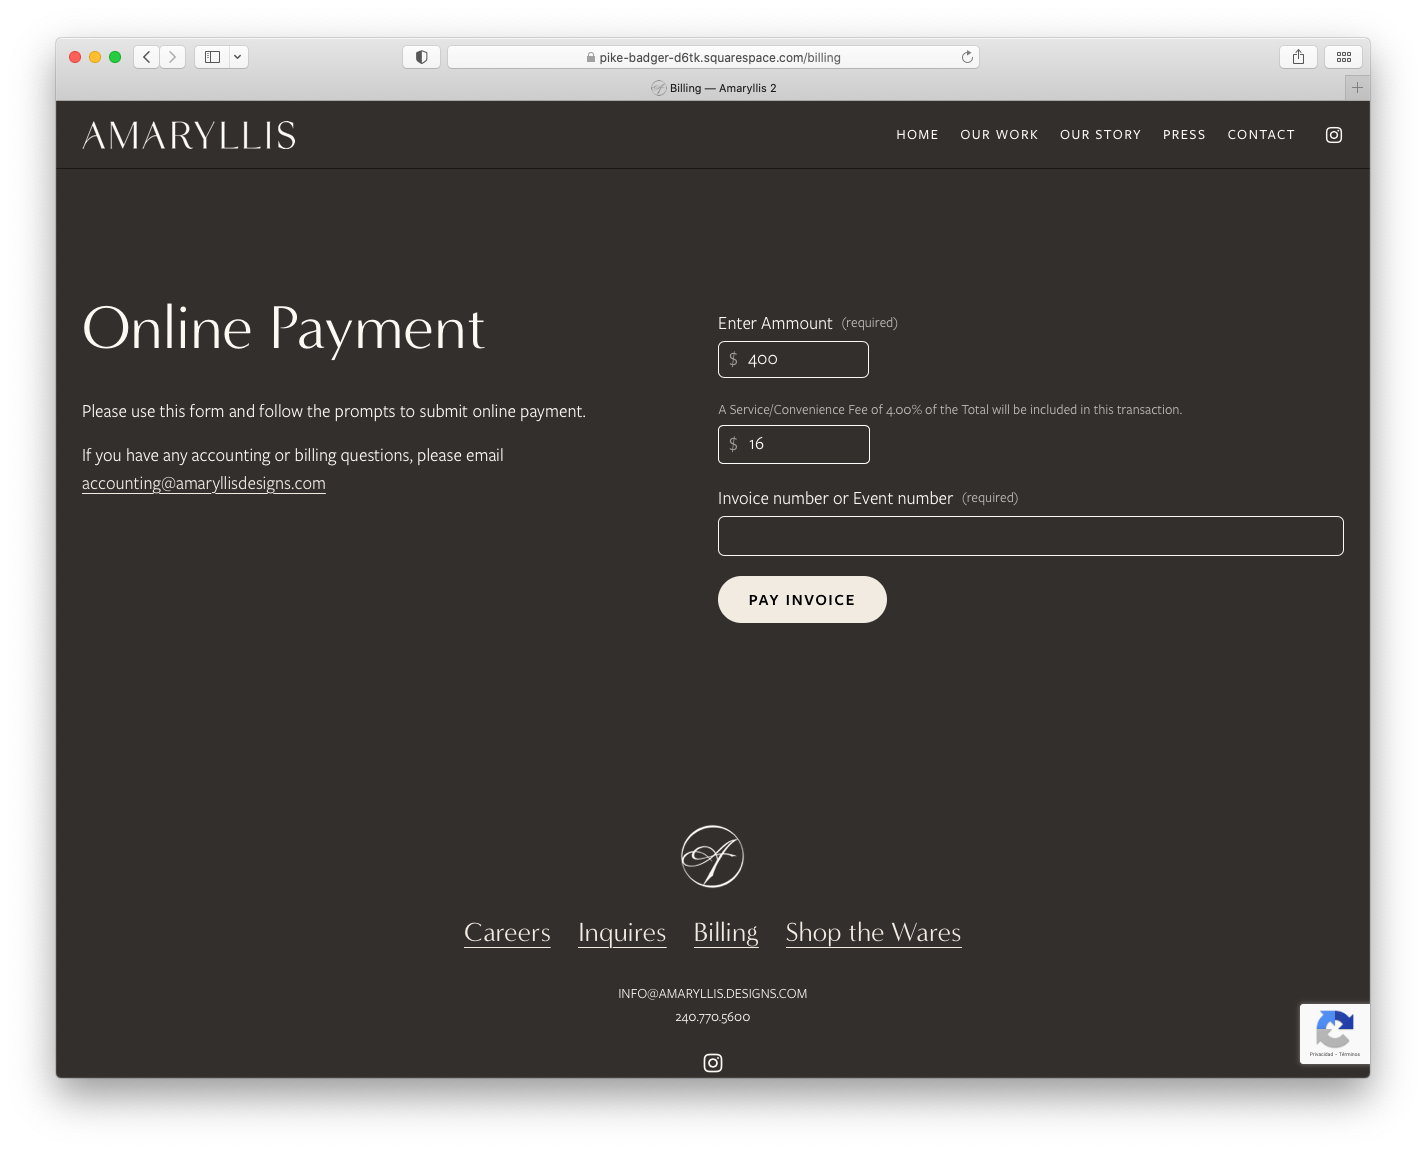 pike-badger-d6tk.squarespace.com/billing
Billing — Amaryllis 2
AMARYLLIS
HOME OUR WORK OUR STORY PRESS CONTACT
Online Payment
Please use this form and follow the prompts to submit online payment.
If you have any accounting or billing questions, please email
accounting@amaryllisdesigns.com
Enter Ammount (required)
$ 400
A Service/Convenience Fee of 4.00% of the Total will be included in this transaction.
$ 16
Invoice number or Event number (required)
PAY INVOICE
A
Careers Inquires Billing Shop the Wares
INFO@AMARYLLIS.DESIGNS.COM
240.770.5600
Privacidad - Términos